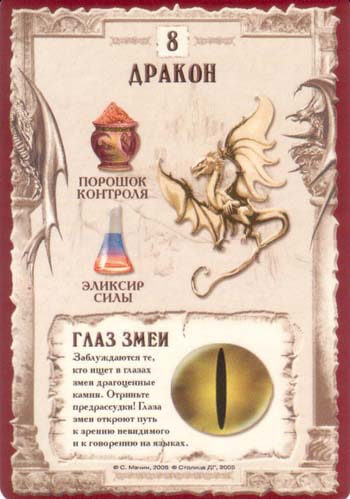 8
ДРАКОН
ПОРОШОК
КОНТРОЛЯ
ЭЛИКСИР
СИЛЫ
ГЛАЗ ЗМЕИ
Заблуждаются те,
кто ищет в глазах
змеи драгоценные
камни. Отриньте
предрассудки! Глаза
змеи откроют путь
к зрению невидимого
и к говорению на языках.
© С. Мачин, 2005 © Столица ДГ, 2005